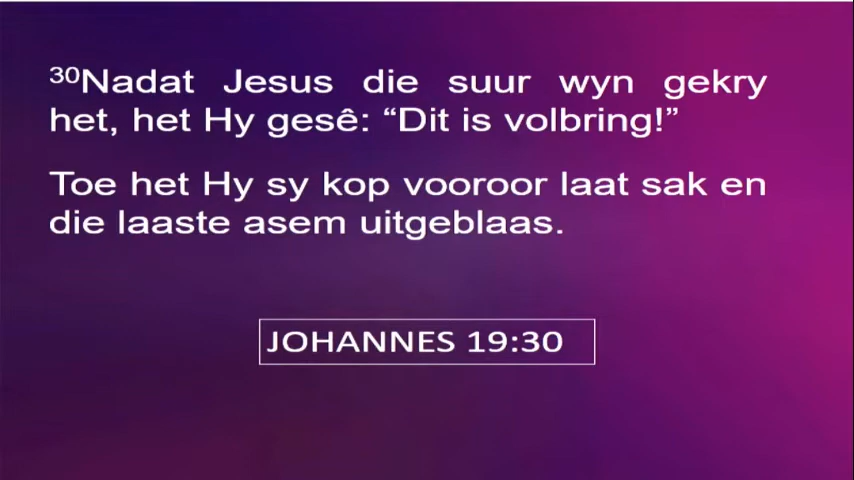 ³⁰Nadat Jesus die suur wyn gekry
het, het Hy gesê: “Dit is volbring!”
Toe het Hy sy kop vooroor laat sak en
die laaste asem uitgeblaas.
JOHANNES 19:30